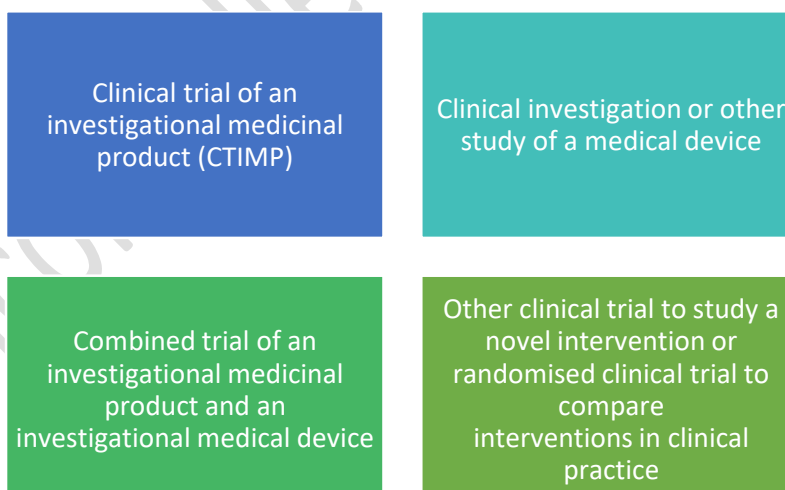 Clinical trial of an
investigational medicinal
product (CTIMP)
Clinical investigation or other
study of a medical device
Combined trial of an
investigational medicinal
product and an
investigational medical device
Other clinical trial to study a
novel intervention or
randomised clinical trial to
compare
interventions in clinical
practice